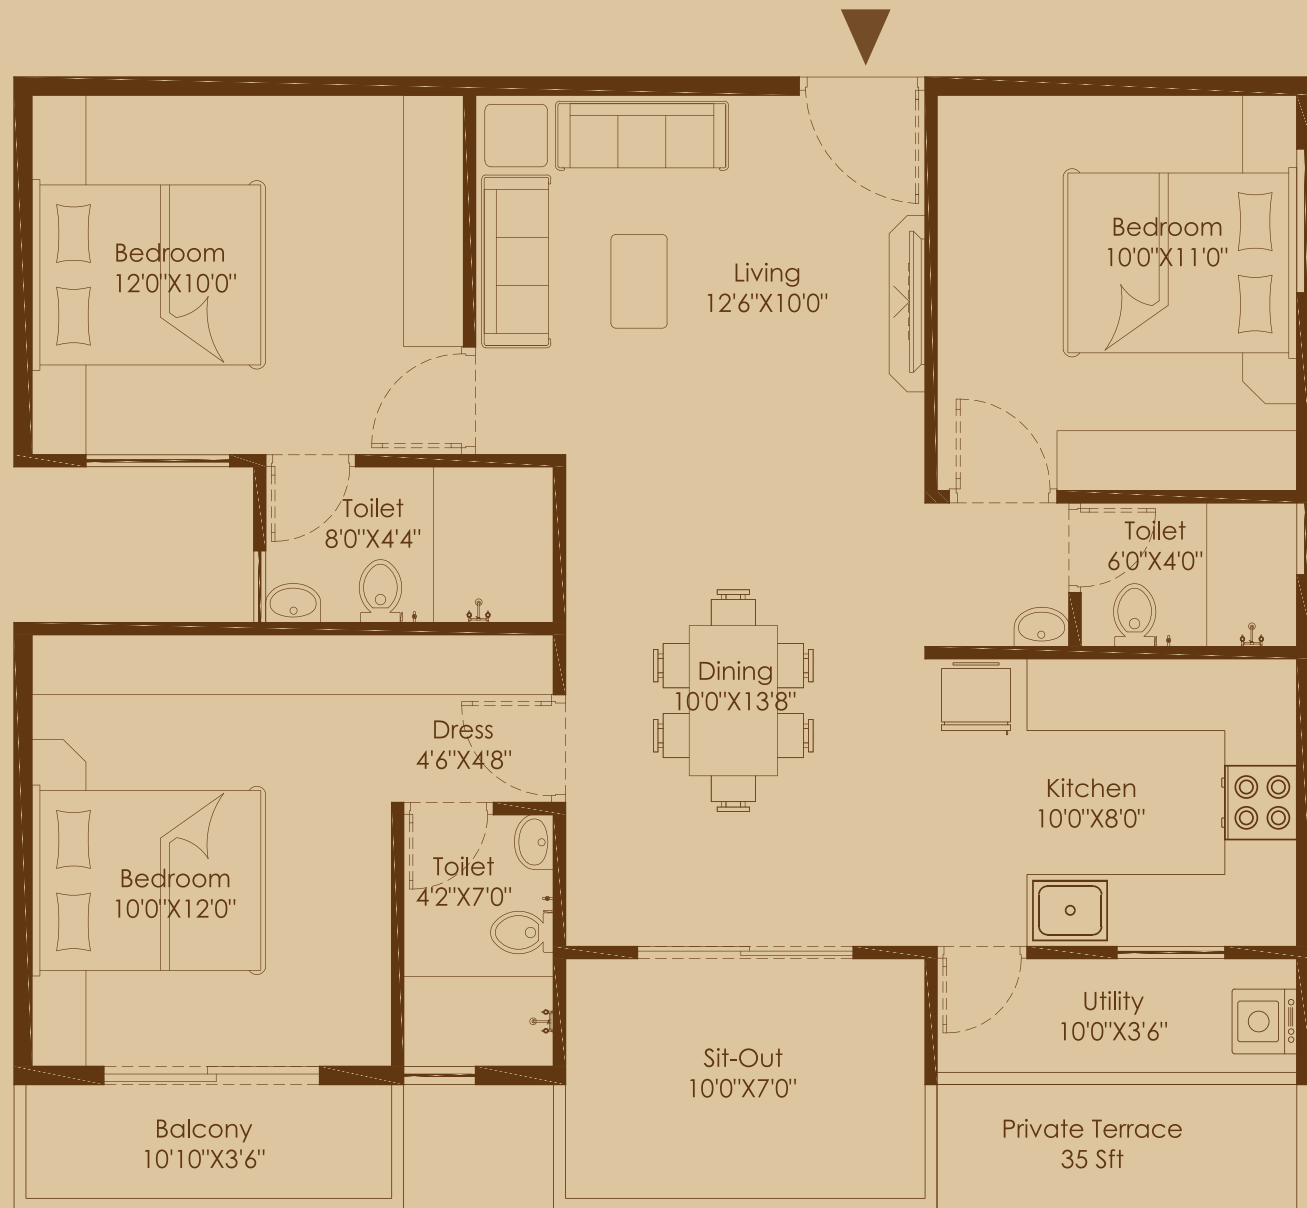 Bedroom
12'0"X10'0"
Living
12'6"X10'0"
Bedroom
10'0"X11'0"
Toilet
8'0"X4'4"
Toilet
6'0"X4'0"
Dining
10'0"X13'8"
Dress
4'6"X4'8"
Kitchen
10'0"X8'0"
Bedroom
10'0"X12'0"
Toilet
4'2"X7'0"
Utility
10'0"X3'6"
Sit-Out
10'0"X7'0"
Balcony
10'10"X3'6"
Private Terrace
35 Sft